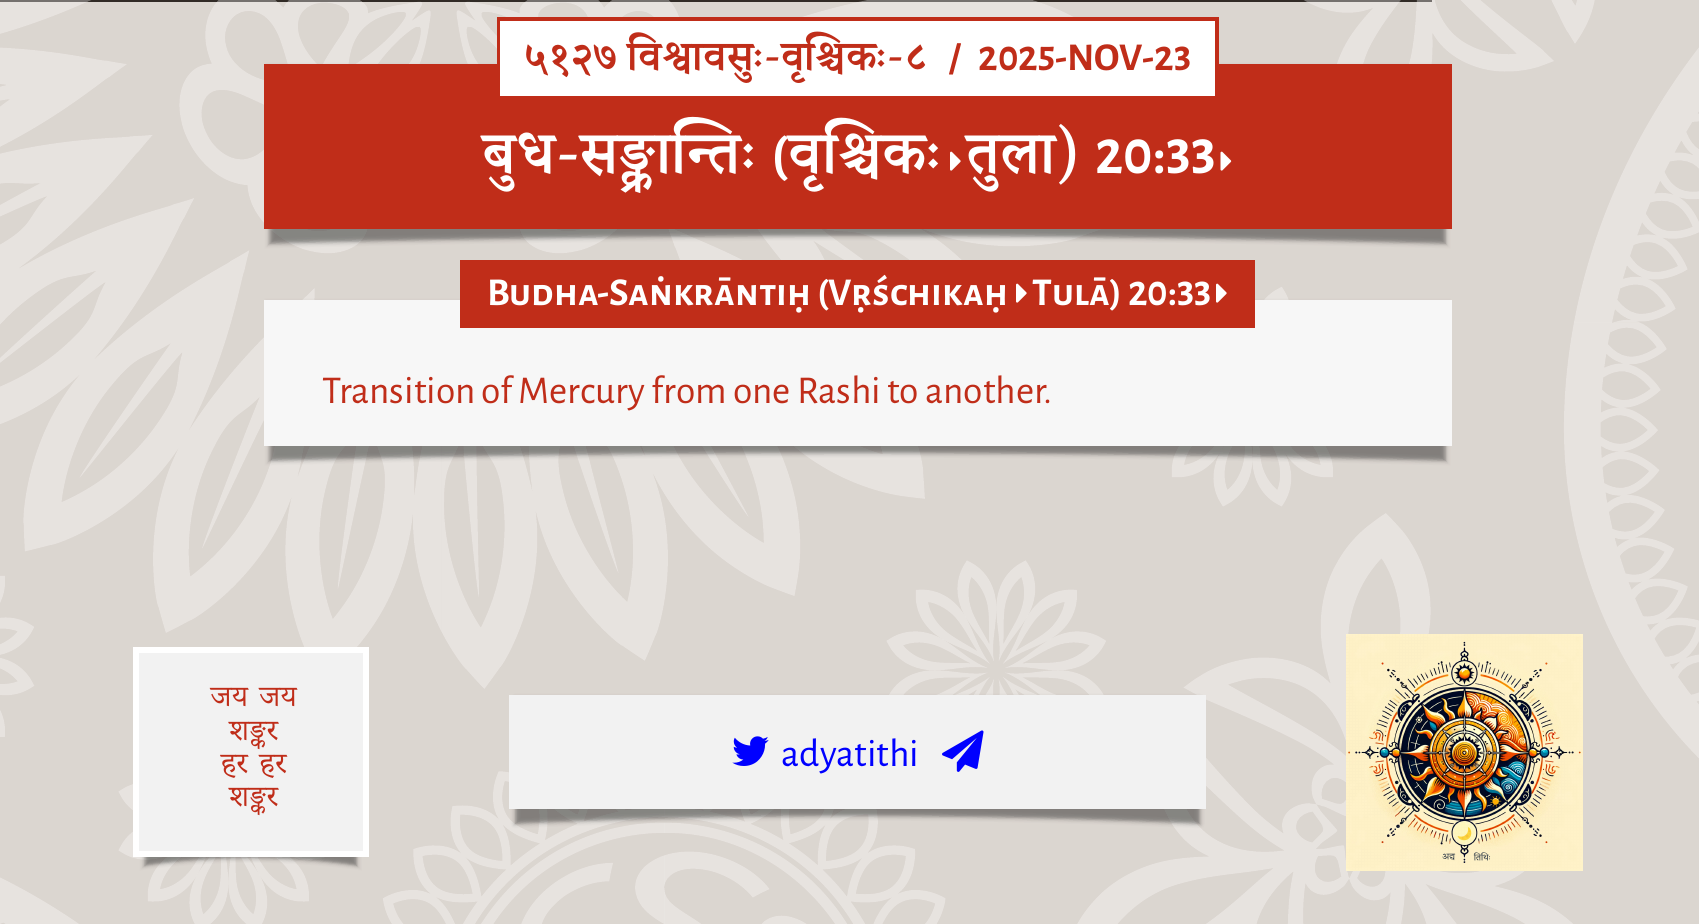 ५१२७ विश्वावसुः-वृश्चिकः-८ / 2025-NOV-23
बुध-सङ्क्रान्तिः (वृश्चिकः▸तुला) 20:33▸
Budha-Saṅkrāntiḥ (Vṛśchikaḥ▸Tulā) 20:33▸
Transition of Mercury from one Rashi to another.
जय जय
शङ्कर
हर हर
शङ्कर
adyatithi
अद्य तिथिः